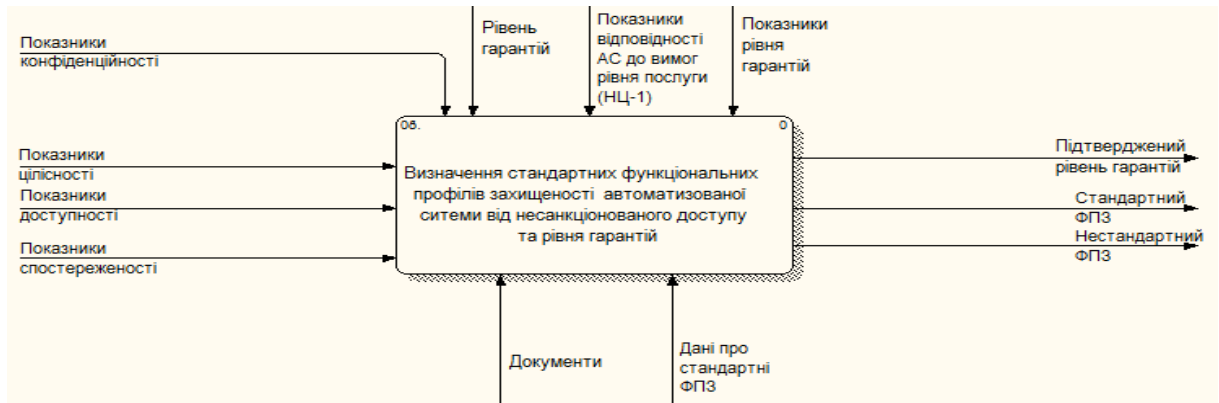 Показники
конфіденційності
Рівень
гарантій
Показники
відповідності
АС до вимог
рівня послуги
(НЦ-1)
Показники
рівня
гарантій
0в.
0
Показники
цілісності
Показники
доступності
Показники
спостереженості
Визначення стандартних функціональних
профілів захищеності автоматизованої
ситеми від несанкціонованого доступу
та рівня гарантій
Підтверджений
рівень гарантій
Стандартний
ФПЗ
Нестандартний
ФПЗ
Документи
Дані про
стандартні
ФПЗ